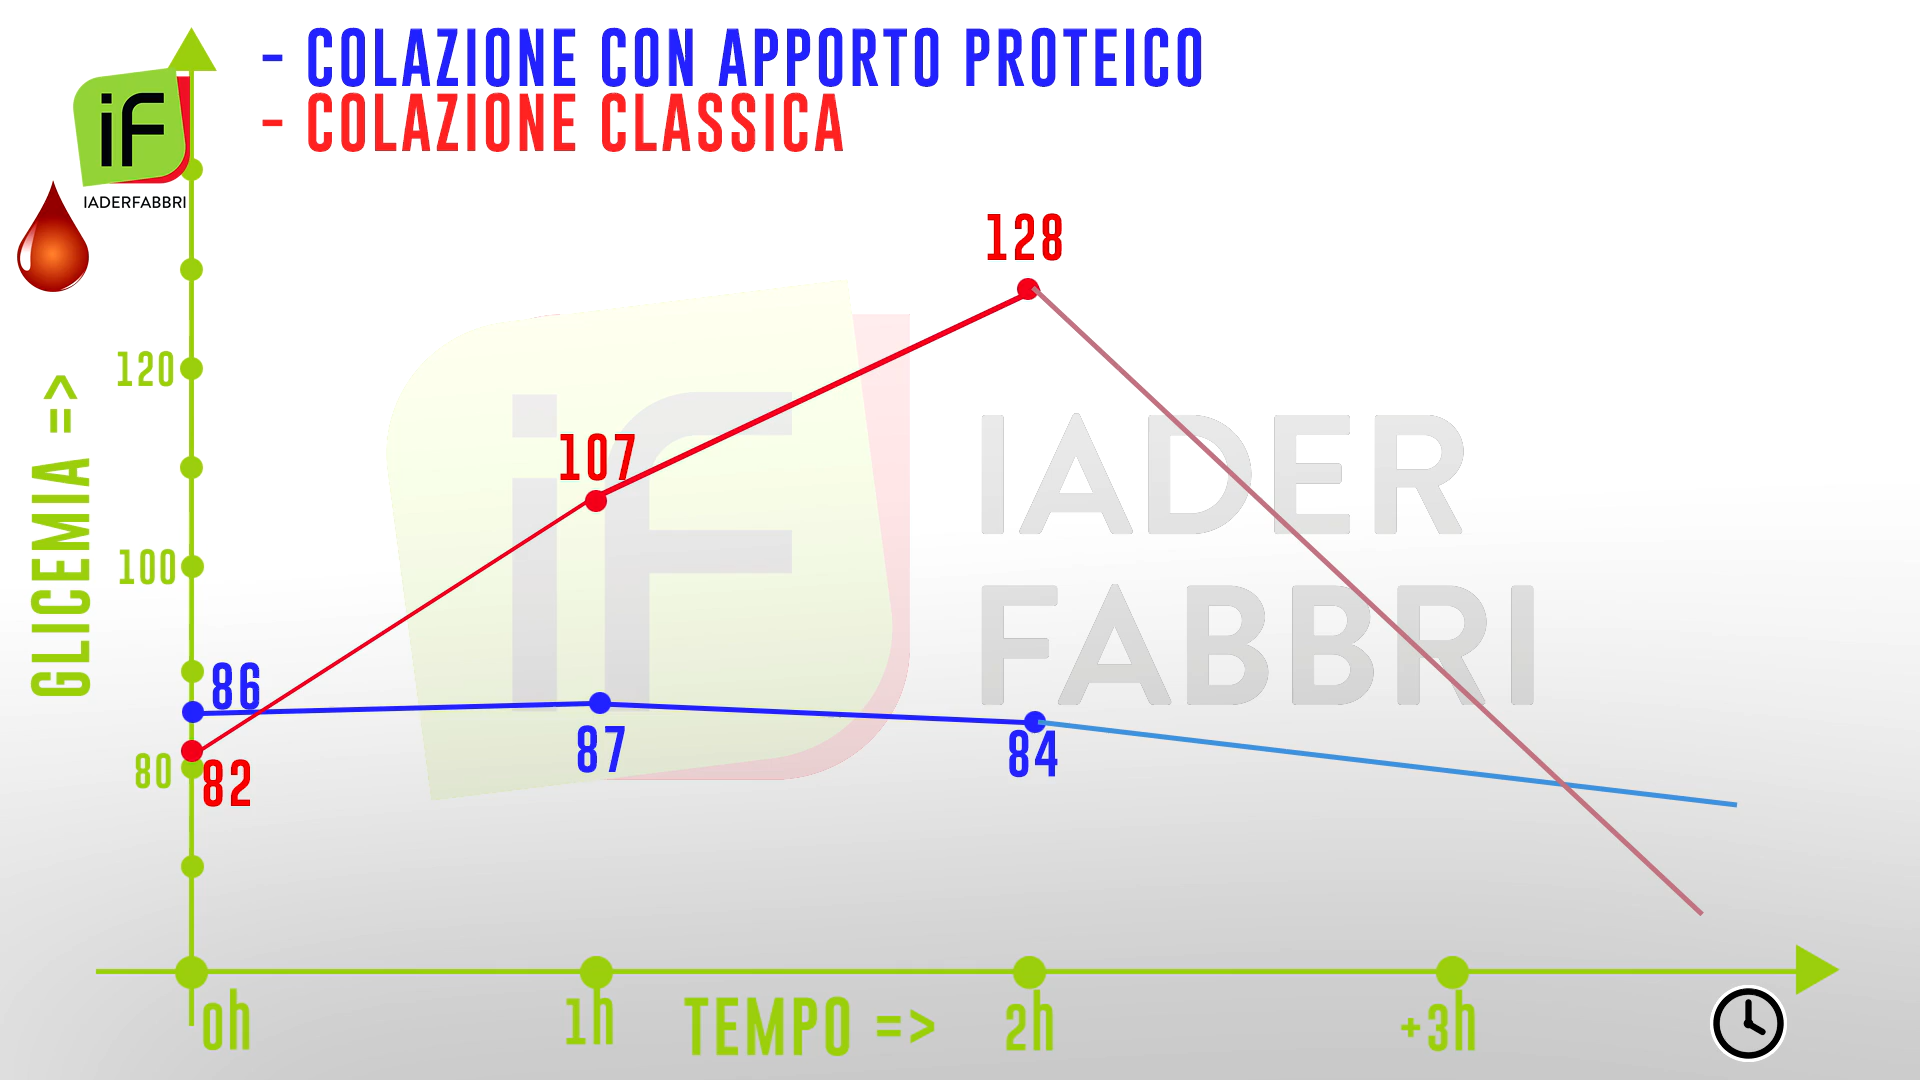 - COLAZIONE CON APPORTO PROTEICO
- COLAZIONE CLASSICA
iF
IADERFABBRI
GLICEMIA =>
120
100
80
128
107
86
87
84
82
iF
IADER
FABBRI
0h
1h
TEMPO =>
2h
+3h